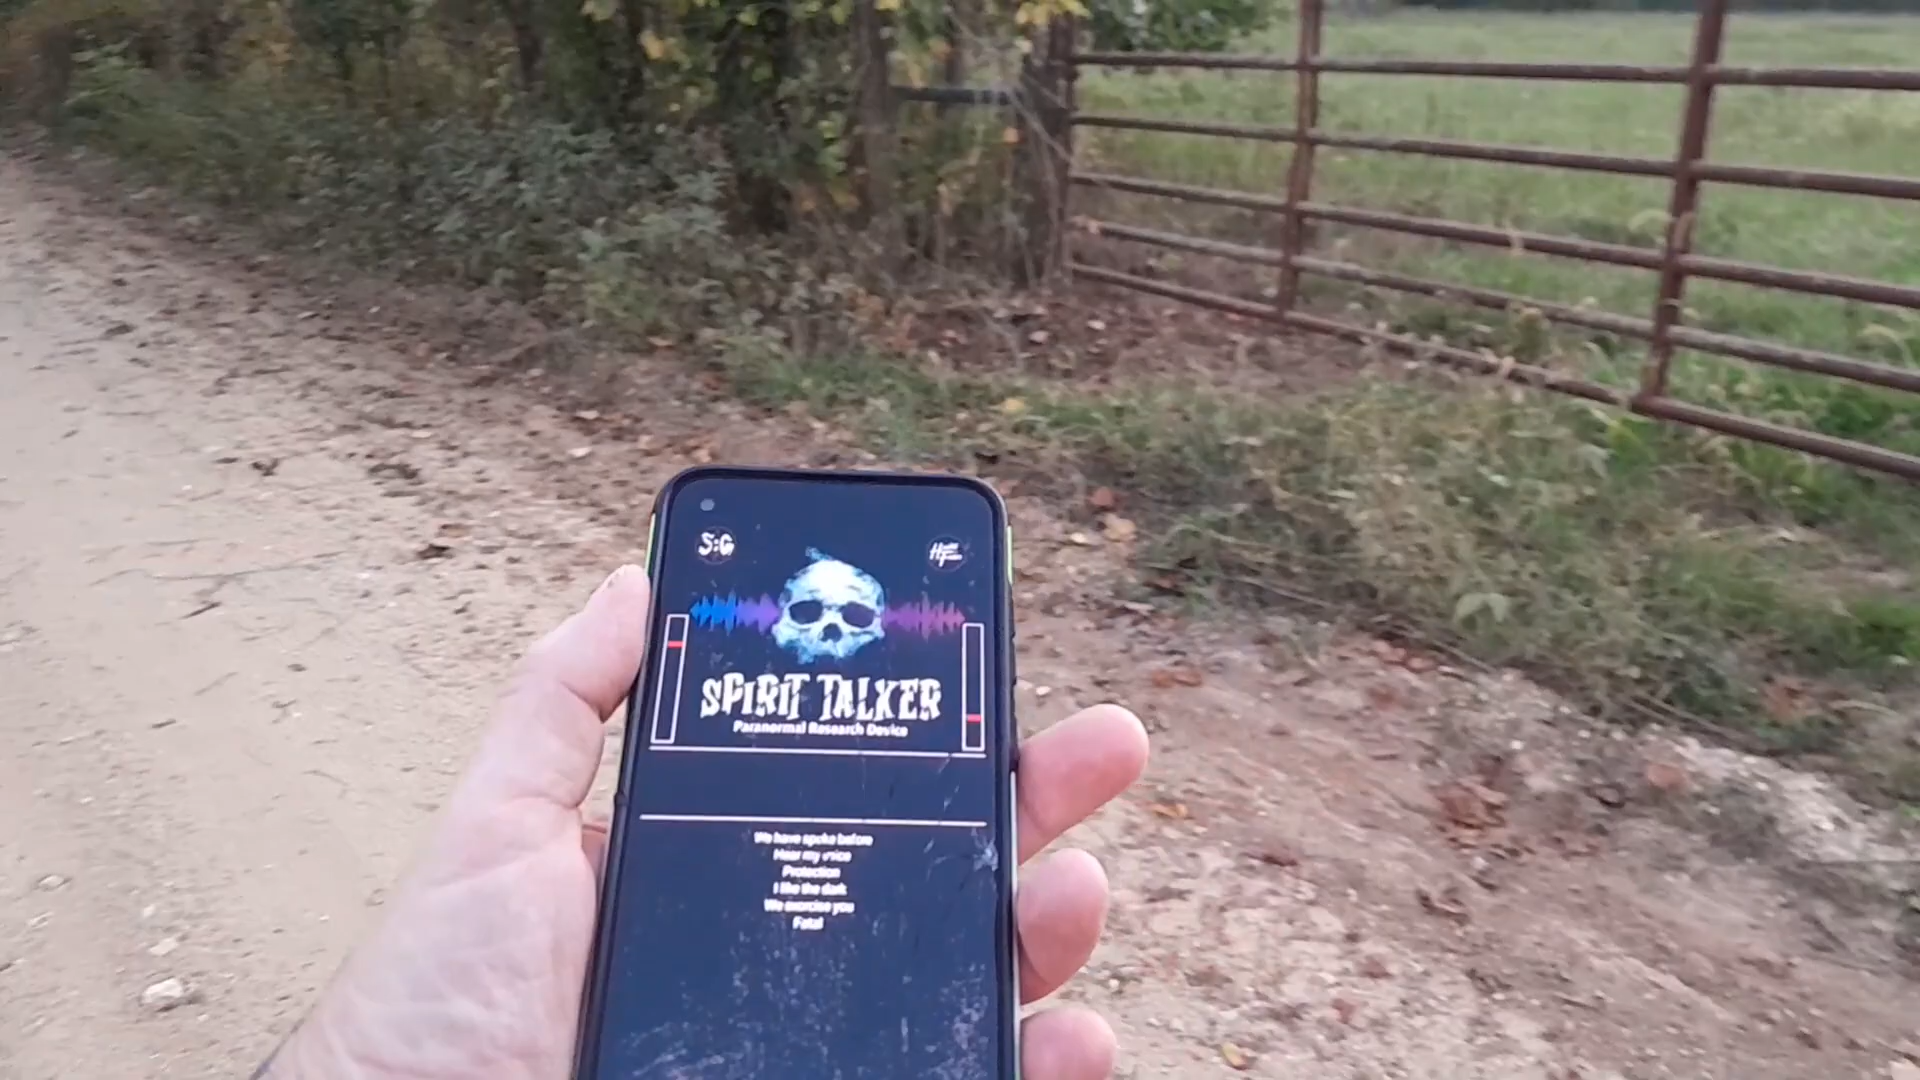 S:G
SPIRIT TALKER
Paranormal Research Device
We have spoke before
Hear my voice
Protection
I like the dark
We exorcise you
Fatal